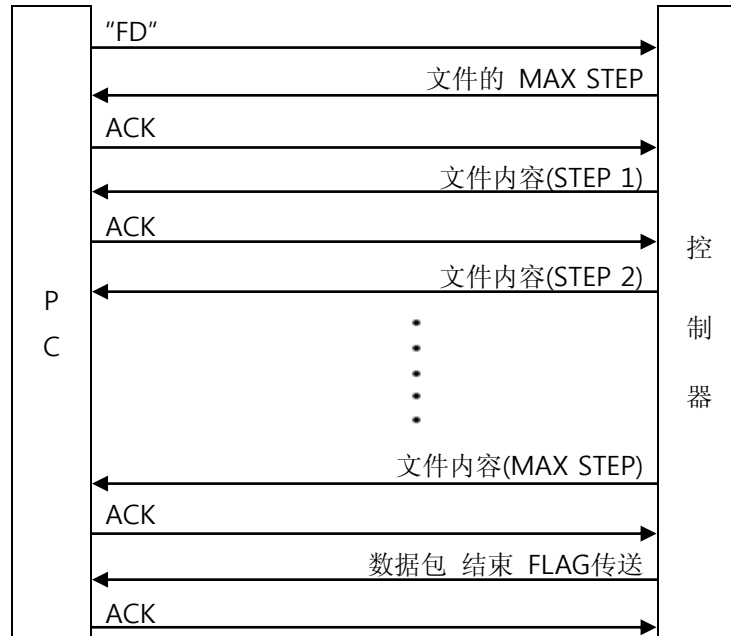 "FD"
文件的 MAX STEP
ACK
文件内容(STEP 1)
ACK
文件内容(STEP 2)
P
C
控
制
器
文件内容(MAX STEP)
ACK
数据包 结束 FLAG传送
ACK